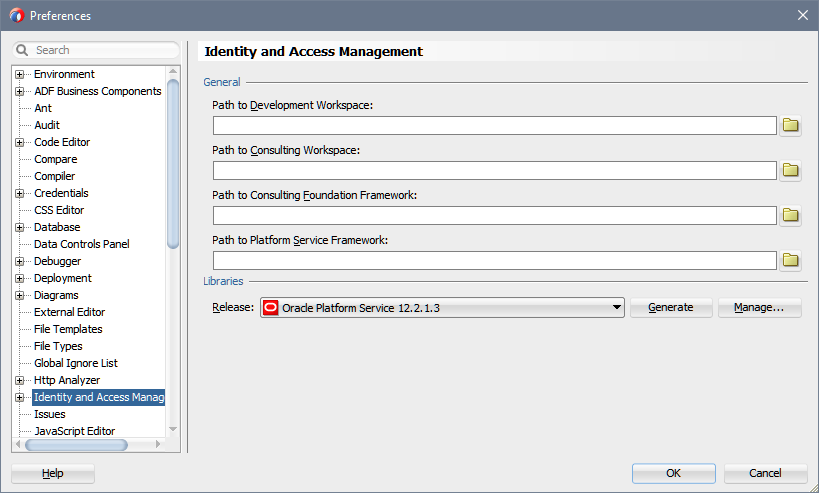 Preferences
Search
Environment
ADF Business Components
Ant
Audit
Code Editor
Compare
Compiler
Credentials
CSS Editor
Database
Data Controls Panel
Debugger
Deployment
Diagrams
External Editor
File Templates
File Types
Global Ignore List
Http Analyzer
Identity and Access Manag
Issues
JavaScript Editor
Identity and Access Management
General
Path to Development Workspace:
Path to Consulting Workspace:
Path to Consulting Foundation Framework:
Path to Platform Service Framework:
Libraries
Release: Oracle Platform Service 12.2.1.3 Generate Manage...
Help OK Cancel